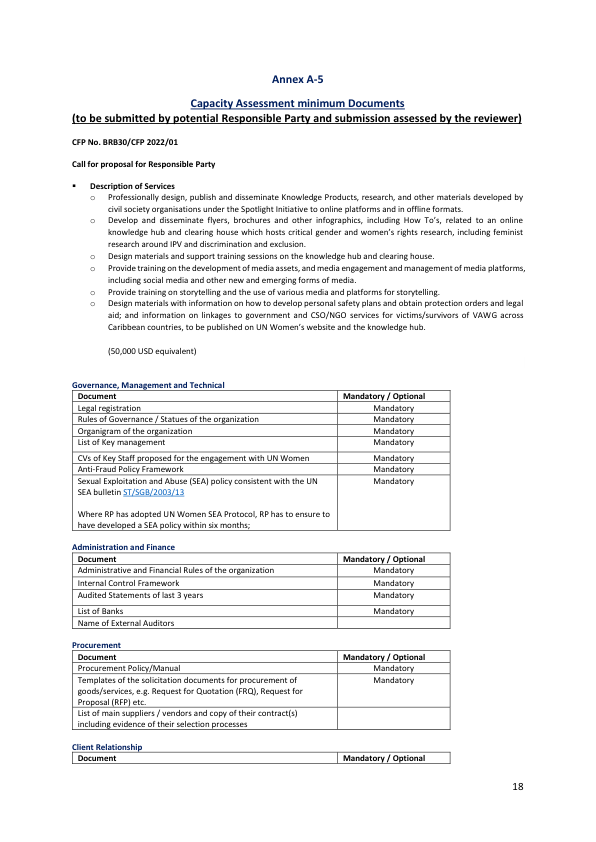 Annex A-5
Capacity Assessment minimum Documents
(to be submitted by potential Responsible Party and submission assessed by the reviewer)
CFP No. BRB30/CFP 2022/01
Call for proposal for Responsible Party
▪ Description of Services
o Professionally design, publish and disseminate Knowledge Products, research, and other materials developed by
civil society organisations under the Spotlight Initiative to online platforms and in offline formats.
o Develop and disseminate flyers, brochures and other infographics, including How To's, related to an online
knowledge hub and clearing house which hosts critical gender and women's rights research, including feminist
research around IPV and discrimination and exclusion.
o Design materials and support training sessions on the knowledge hub and clearing house.
o Provide training on the development of media assets, and media engagement and management of media platforms,
including social media and other new and emerging forms of media.
o Provide training on storytelling and the use of various media and platforms for storytelling.
o Design materials with information on how to develop personal safety plans and obtain protection orders and legal
aid; and information on linkages to government and CSO/NGO services for victims/survivors of VAWG across
Caribbean countries, to be published on UN Women's website and the knowledge hub.
(50,000 USD equivalent)
Governance, Management and Technical
Document Mandatory / Optional
Legal registration Mandatory
Rules of Governance / Statues of the organization Mandatory
Organigram of the organization Mandatory
List of Key management Mandatory
CVs of Key Staff proposed for the engagement with UN Women Mandatory
Anti-Fraud Policy Framework Mandatory
Sexual Exploitation and Abuse (SEA) policy consistent with the UN Mandatory
SEA bulletin ST/SGB/2003/13
Where RP has adopted UN Women SEA Protocol, RP has to ensure to
have developed a SEA policy within six months;
Administration and Finance
Document Mandatory / Optional
Administrative and Financial Rules of the organization Mandatory
Internal Control Framework Mandatory
Audited Statements of last 3 years Mandatory
List of Banks Mandatory
Name of External Auditors
Procurement
Document Mandatory / Optional
Procurement Policy/Manual Mandatory
Templates of the solicitation documents for procurement of Mandatory
goods/services, e.g. Request for Quotation (FRQ), Request for
Proposal (RFP) etc.
List of main suppliers / vendors and copy of their contract(s)
including evidence of their selection processes
Client Relationship
Document Mandatory / Optional
18